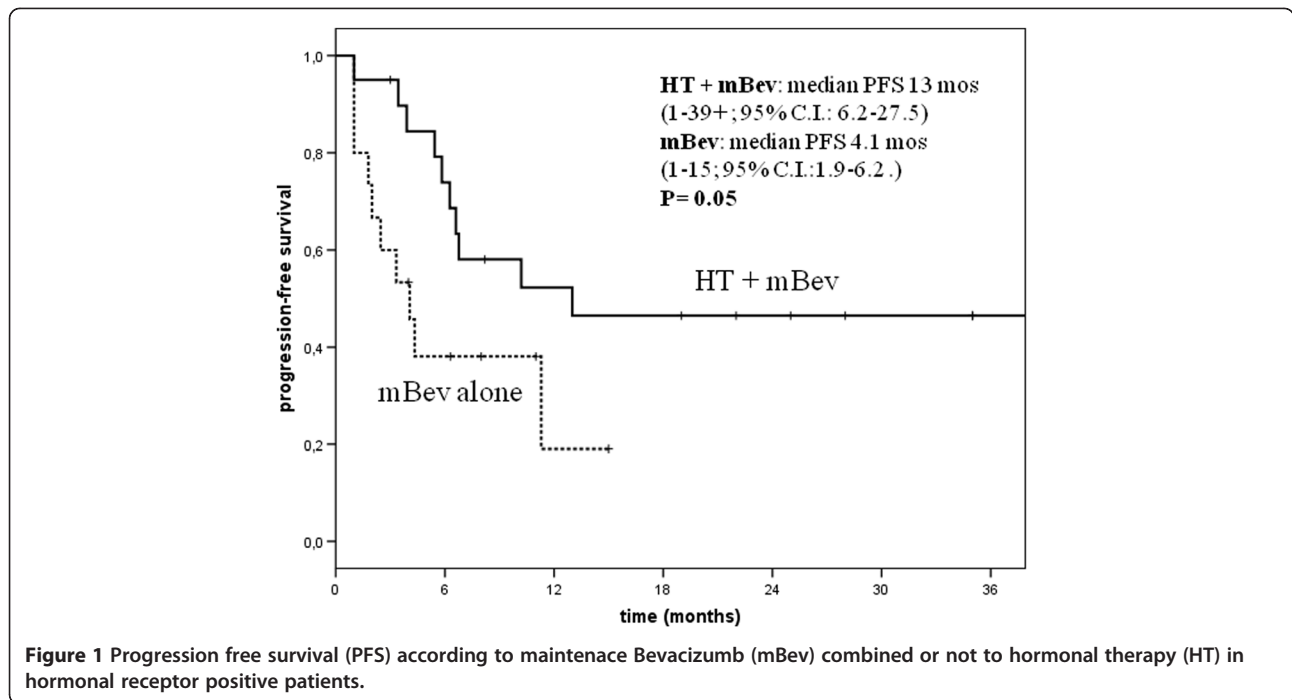 1,0
0,8
0,6
0,4
0,2
0,0
progression-free survival
HT + mBev: median PFS 13 mos
(1-39+; 95% C.I.: 6.2-27.5)
mBev: median PFS 4.1 mos
(1-15; 95% C.I.:1.9-6.2.)
P= 0.05
HT + mBev
mBev alone
0 6 12 18 24 30 36
time (months)
Figure 1 Progression free survival (PFS) according to maintenace Bevacizumb (mBev) combined or not to hormonal therapy (HT) in
hormonal receptor positive patients.